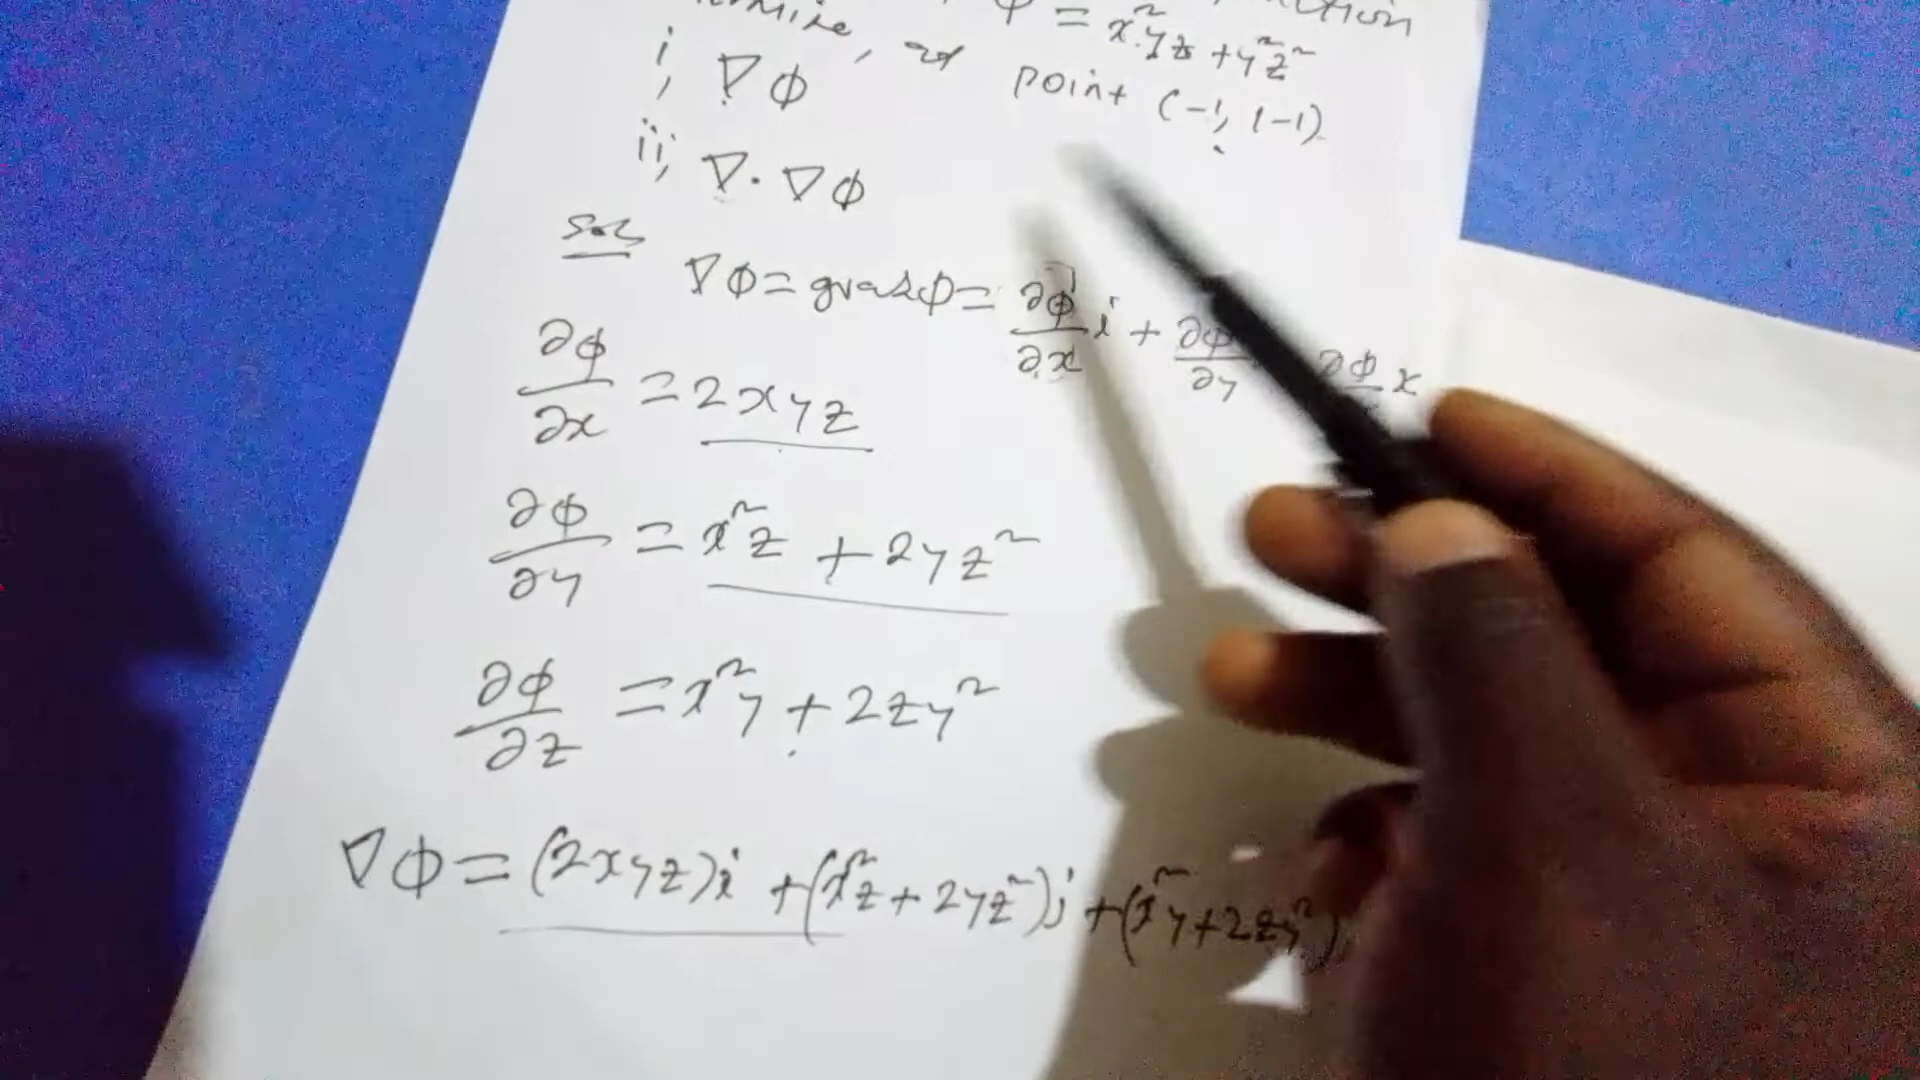 φ = x²yz + y²z²
, at point (-1, 1 -1)
i, ∇φ
ii, ∇·∇φ
Sol
∇φ = gradφ = ∂φ/∂x i + ∂φ/∂y ∂φ
∂φ/∂x = 2xyz
∂φ/∂y = x²z + 2yz²
∂φ/∂z = x²y + 2zy²
∇φ = (2xyz)i + (x²z + 2yz²)j + (x²y + 2zy²)